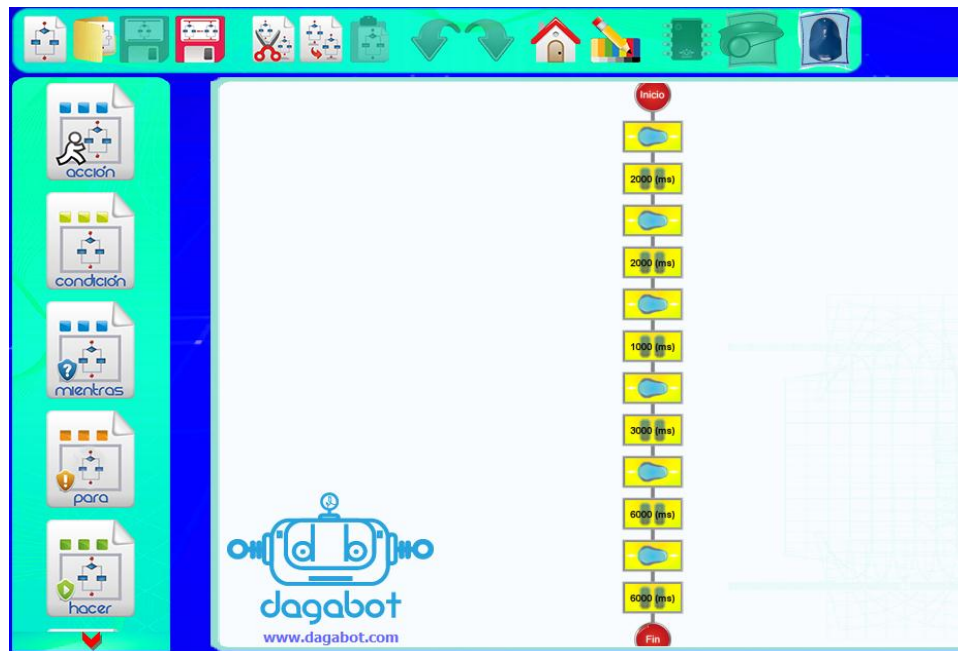 Inicio
2000 (ms)
2000 (ms)
1000 (ms)
3000 (ms)
6000 (ms)
6000 (ms)
Fin
acción
condición
mientras
para
hacer
dagabot
www.dagabot.com